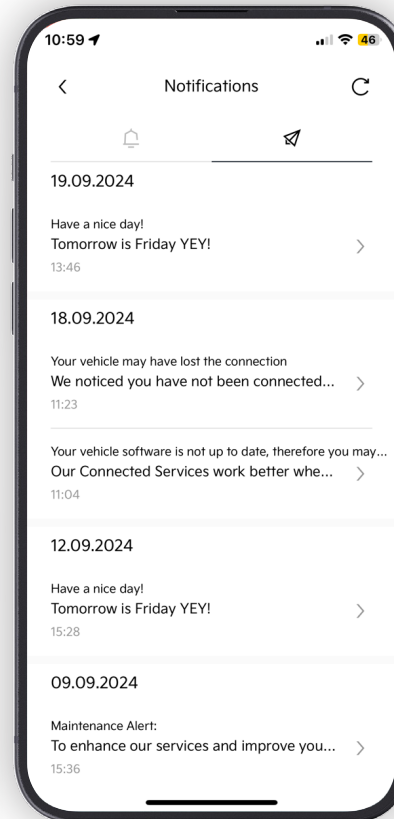 10:59
46
Notifications
19.09.2024
Have a nice day!
Tomorrow is Friday YEY!
13:46
18.09.2024
Your vehicle may have lost the connection
We noticed you have not been connected...
11:23
Your vehicle software is not up to date, therefore you may...
Our Connected Services work better whe...
11:04
12.09.2024
Have a nice day!
Tomorrow is Friday YEY!
15:28
09.09.2024
Maintenance Alert:
To enhance our services and improve you...
15:36